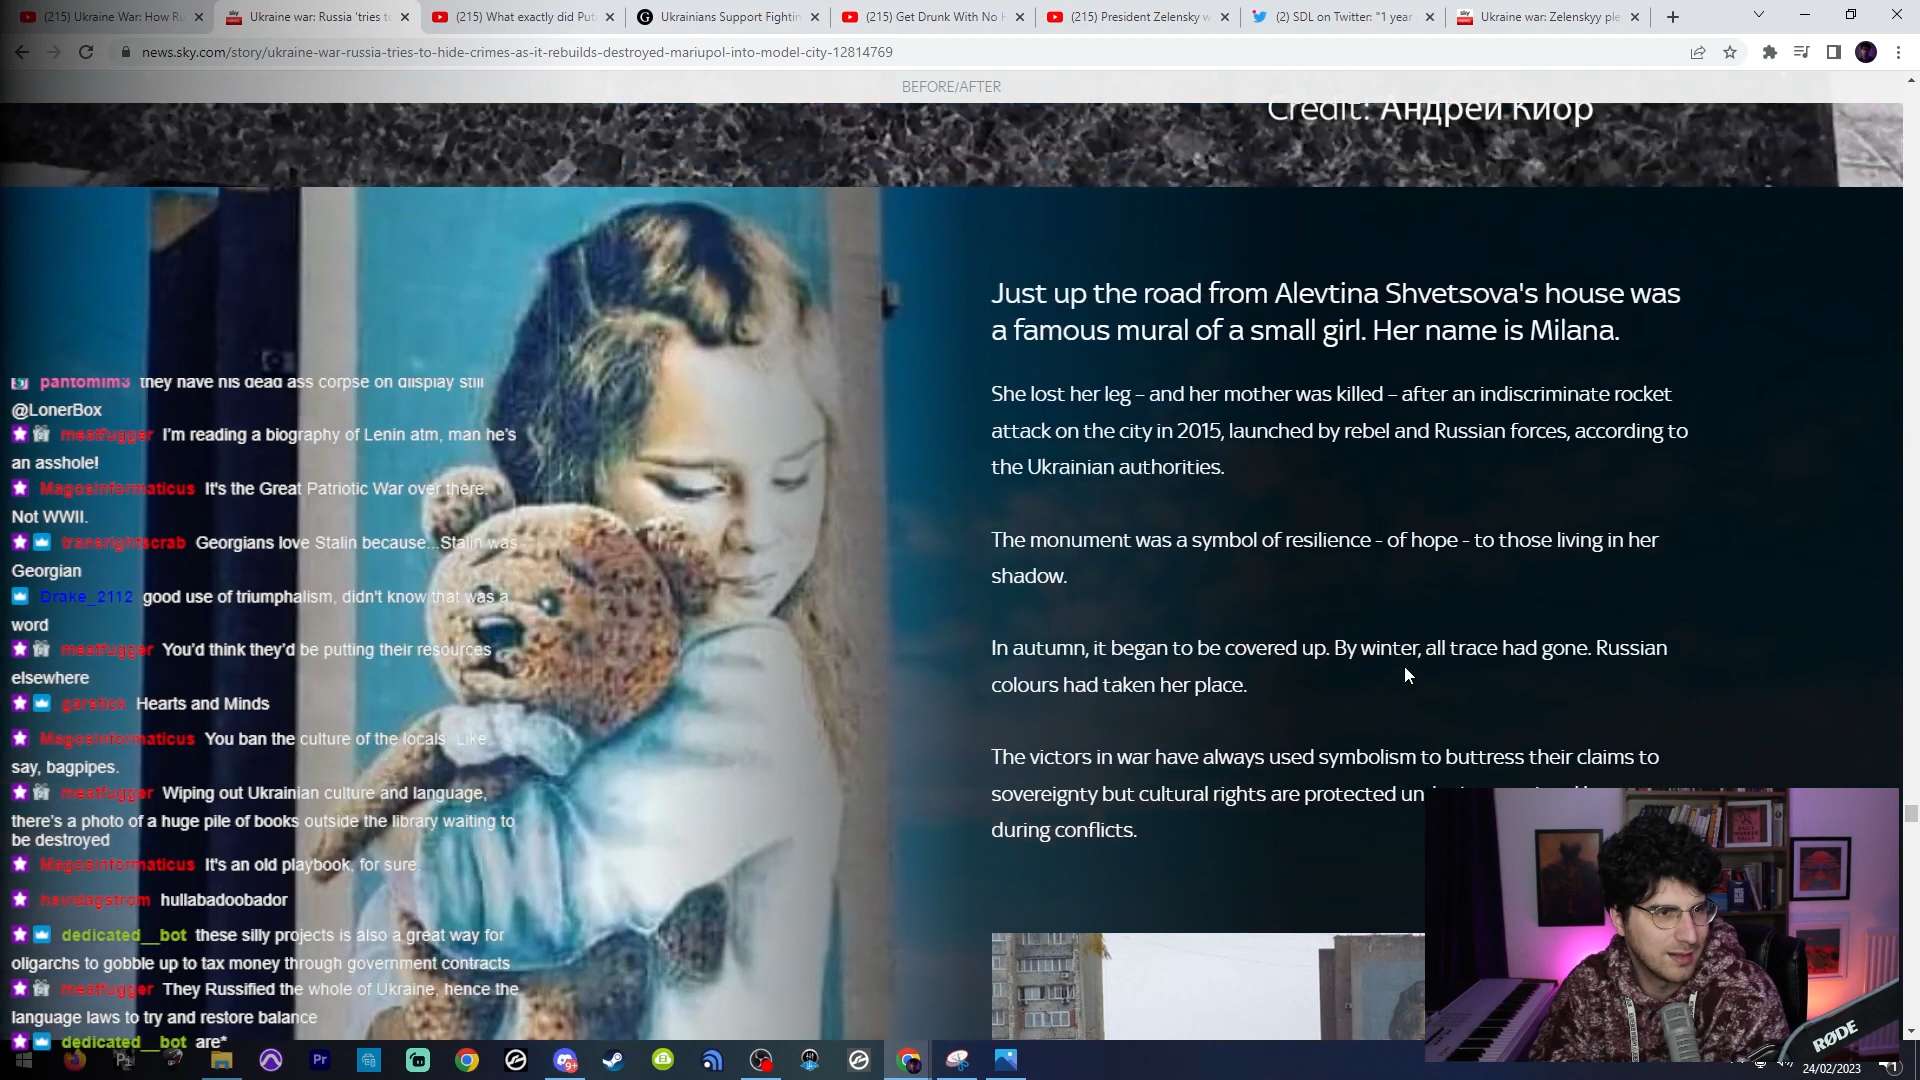 (215) Ukraine War: How Ru
Ukraine war: Russia 'tries to
(215) What exactly did Put
Ukrainians Support Fightin
(215) Get Drunk With No H
(215) President Zelensky w
(2) SDL on Twitter: "1 year
Ukraine war: Zelenskyy ple
news.sky.com/story/ukraine-war-russia-tries-to-hide-crimes-as-it-rebuilds-destroyed-mariupol-into-model-city-12814769
BEFORE/AFTER
Credit: Андрей Киор
Just up the road from Alevtina Shvetsova's house was
a famous mural of a small girl. Her name is Milana.
She lost her leg – and her mother was killed – after an indiscriminate rocket
attack on the city in 2015, launched by rebel and Russian forces, according to
the Ukrainian authorities.
The monument was a symbol of resilience - of hope - to those living in her
shadow.
In autumn, it began to be covered up. By winter, all trace had gone. Russian
colours had taken her place.
The victors in war have always used symbolism to buttress their claims to
sovereignty but cultural rights are protected
during conflicts.
pantomim3 they have his dead ass corpse on display still
@LonerBox
meatfugger I'm reading a biography of Lenin atm, man he's
an asshole!
MagosInformaticus It's the Great Patriotic War over there.
Not WWII.
transrightscrab Georgians love Stalin because...Stalin was
Georgian
Drake_2112 good use of triumphalism, didn't know that was a
word
meatfugger You'd think they'd be putting their resources
elsewhere
garstick Hearts and Minds
MagosInformaticus You ban the culture of the locals. Like
say, bagpipes.
meatfugger Wiping out Ukrainian culture and language,
there's a photo of a huge pile of books outside the library waiting to
be destroyed
MagosInformaticus It's an old playbook, for sure.
havidagstrom hullabadoobador
dedicated__bot these silly projects is also a great way for
oligarchs to gobble up to tax money through government contracts
meatfugger They Russified the whole of Ukraine, hence the
language laws to try and restore balance
dedicated__bot are*
RØDE
24/02/2023